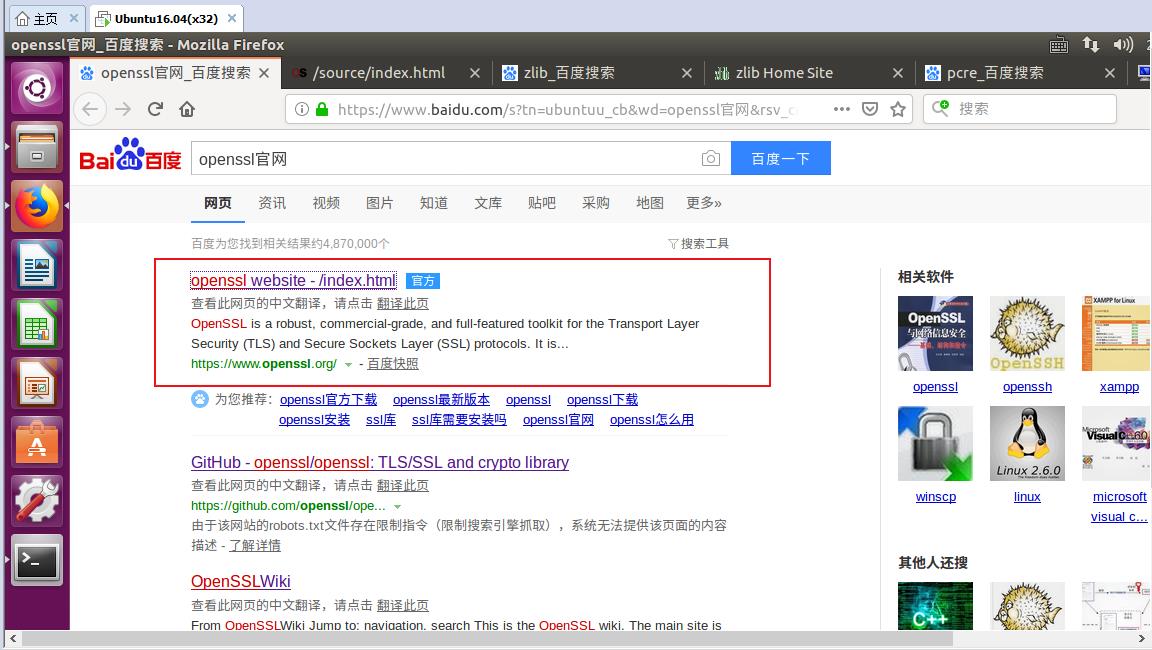 主页
Ubuntu16.04(x32)
openssl官网_百度搜索 - Mozilla Firefox
openssl官网_百度搜索
/source/index.html
zlib_百度搜索
zlib Home Site
pcre_百度搜索
https://www.baidu.com/s?tn=ubuntuu_cb&wd=openssl官网&rsv_c
搜索
Bai du 百度
openssl官网
百度一下
网页 资讯 视频 图片 知道 文库 贴吧 采购 地图 更多»
百度为您找到相关结果约4,870,000个
搜索工具
openssl website - /index.html 官方
查看此网页的中文翻译，请点击 翻译此页
OpenSSL is a robust, commercial-grade, and full-featured toolkit for the Transport Layer
Security (TLS) and Secure Sockets Layer (SSL) protocols. It is...
https://www.openssl.org/ - 百度快照
为您推荐： openssl官方下载 openssl最新版本 openssl openssl下载
openssl安装 ssl库 ssl库需要安装吗 openssl官网 openssl怎么用
GitHub - openssl/openssl: TLS/SSL and crypto library
查看此网页的中文翻译，请点击 翻译此页
https://github.com/openssl/ope...
由于该网站的robots.txt文件存在限制指令（限制搜索引擎抓取），系统无法提供该页面的内容
描述 - 了解详情
OpenSSLWiki
查看此网页的中文翻译，请点击 翻译此页
From OpenSSLWiki Jump to: navigation, search This is the OpenSSL wiki. The main site is
相关软件
OpenSSL
与网络信息安全
OpenSSH
XAMPP for Linux
openssl openssh xampp
Linux 2.6.0
Microsoft
Visual C++6.0
winscp linux microsoft
visual c...
其他人还搜
C++